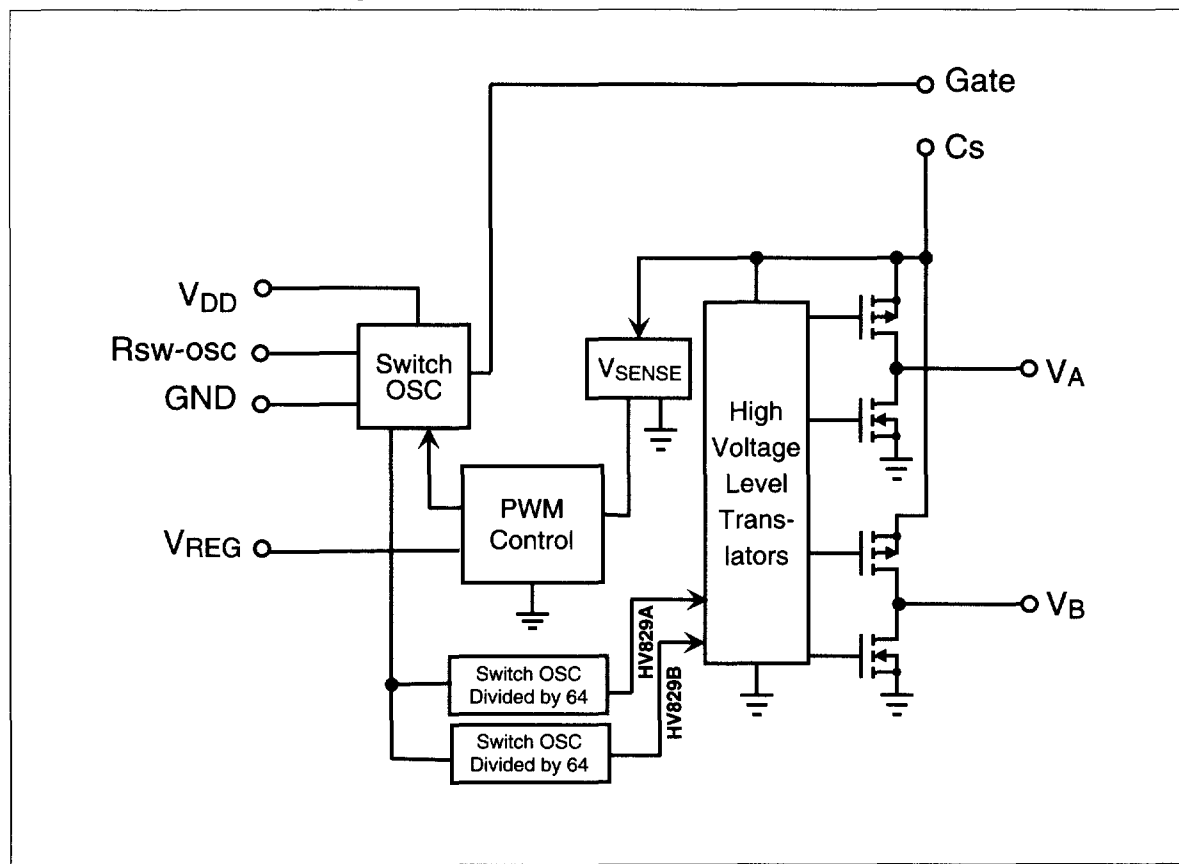 Gate
Cs
VDD
Rsw-osc
GND
Switch
OSC
VSENSE
VA
High
Voltage
Level
Trans-
lators
PWM
Control
VREG
VB
HV829A
HV829B
Switch OSC
Divided by 64
Switch OSC
Divided by 64